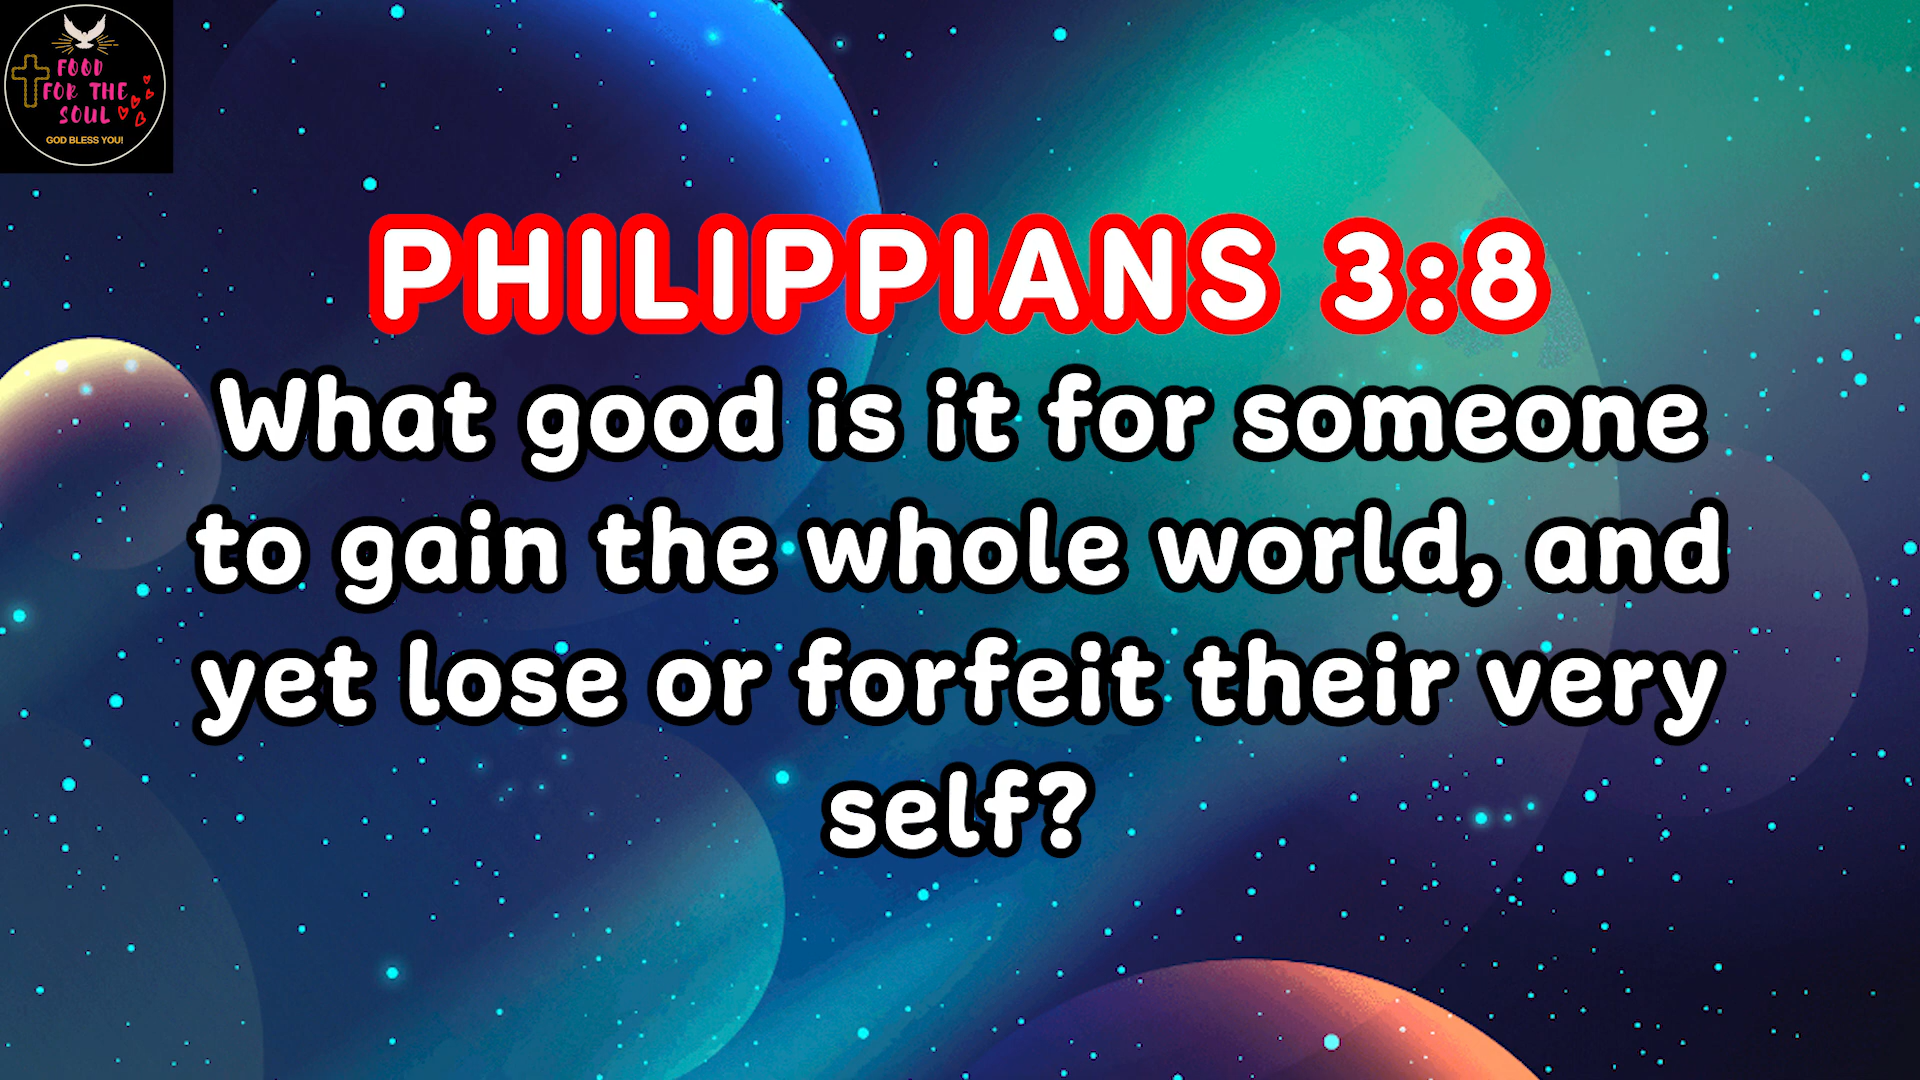 FOOD
FOR THE
SOUL
GOD BLESS YOU!
PHILIPPIANS 3:8
What good is it for someone
to gain the whole world, and
yet lose or forfeit their very
self?